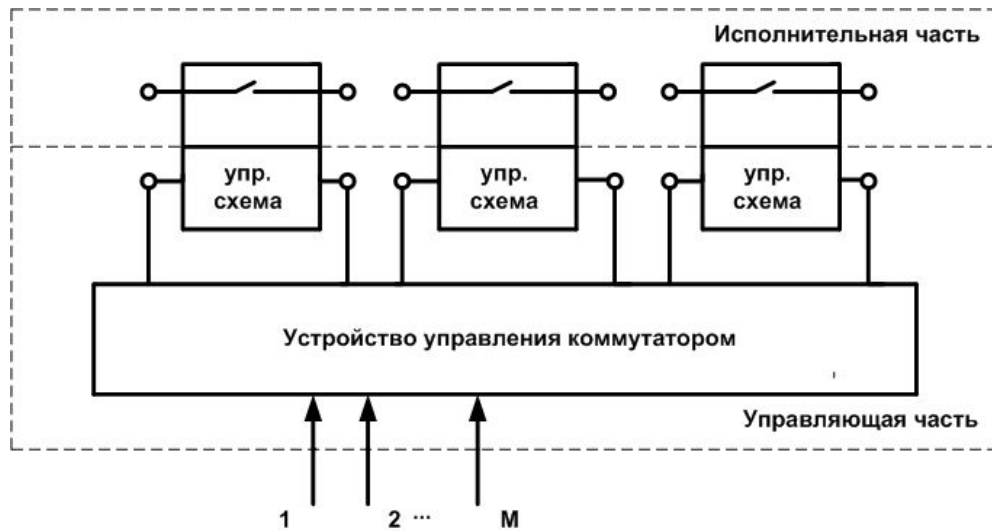 Исполнительная часть
упр.
схема
упр.
схема
упр.
схема
Устройство управления коммутатором
Управляющая часть
1 2 ... M